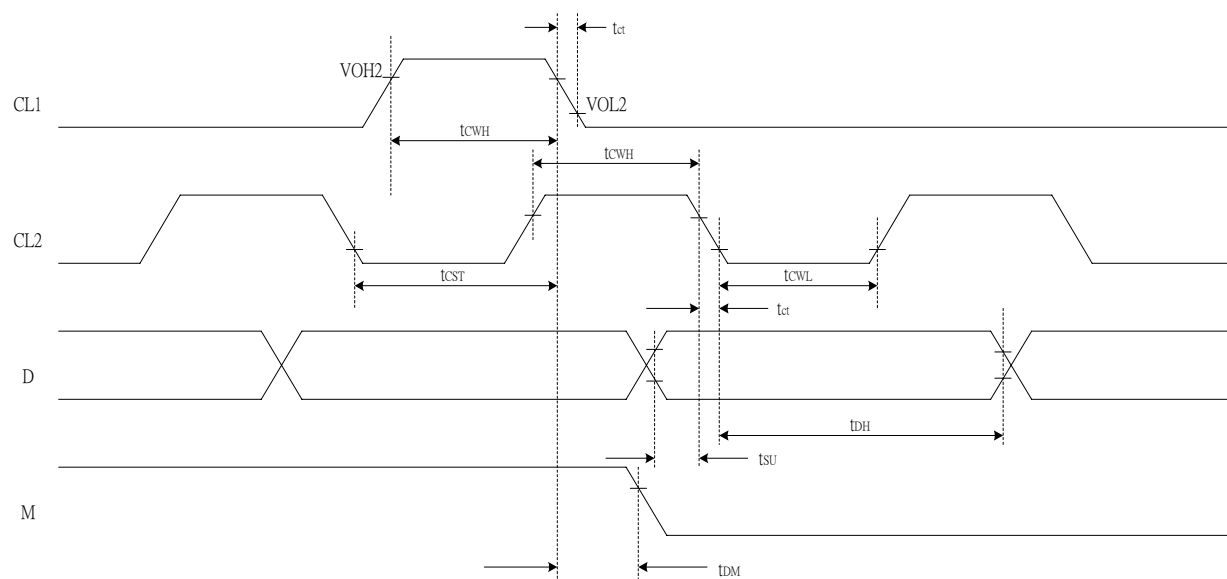 tct
VOH2
CL1
VOL2
tCWH
tCWH
CL2
tCST
tCWL
tct
D
tDH
tSU
M
tDM